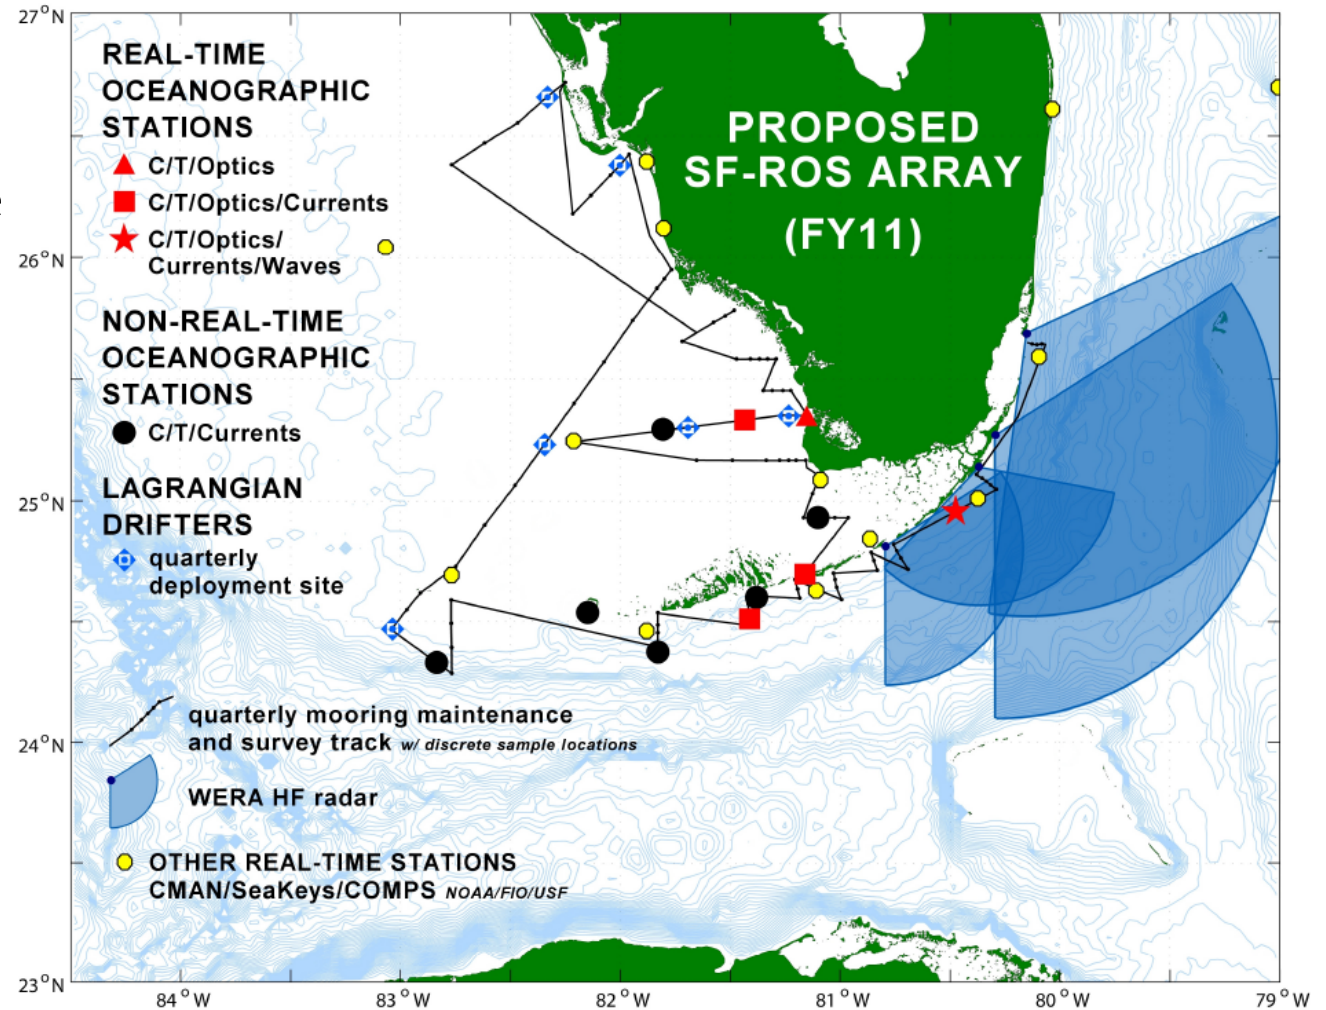 27°N
26°N
25°N
24°N
23°N
REAL-TIME
OCEANOGRAPHIC
STATIONS
C/T/Optics
C/T/Optics/Currents
C/T/Optics/
Currents/Waves
NON-REAL-TIME
OCEANOGRAPHIC
STATIONS
C/T/Currents
LAGRANGIAN
DRIFTERS
quarterly
deployment site
quarterly mooring maintenance
and survey track w/ discrete sample locations
WERA HF radar
OTHER REAL-TIME STATIONS
CMAN/SeaKeys/COMPS NOAA/FIO/USF
PROPOSED
SF-ROS ARRAY
(FY11)
84°W 83°W 82°W 81°W 80°W 79°W